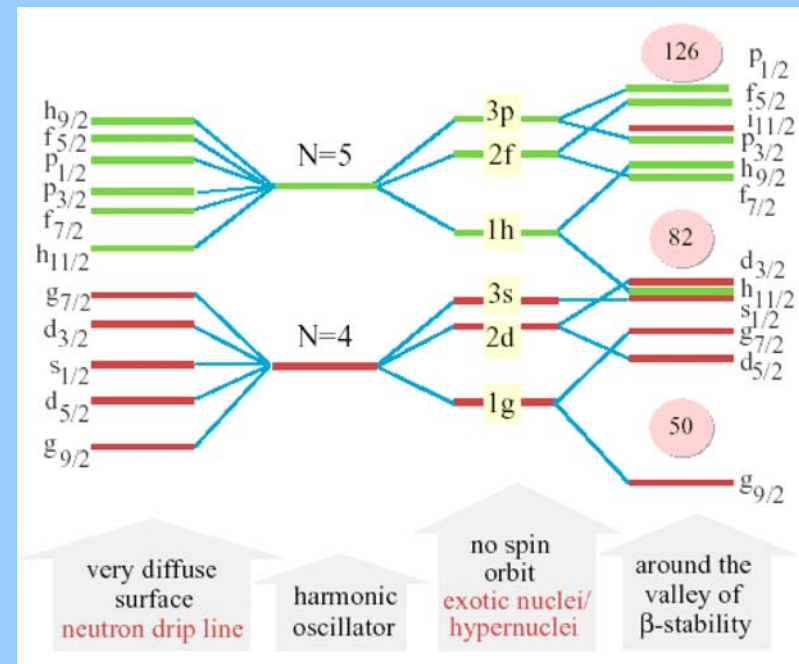 h9/2
f5/2
p1/2
p3/2
f7/2
h11/2
g7/2
d3/2
s1/2
d5/2
g9/2
N=5
N=4
3p
2f
1h
3s
2d
1g
126
82
50
p1/2
f5/2
i11/2
p3/2
h9/2
f7/2
d3/2
h11/2
s1/2
g7/2
d5/2
g9/2
very diffuse
surface
neutron drip line
harmonic
oscillator
no spin
orbit
exotic nuclei/
hypernuclei
around the
valley of
β-stability